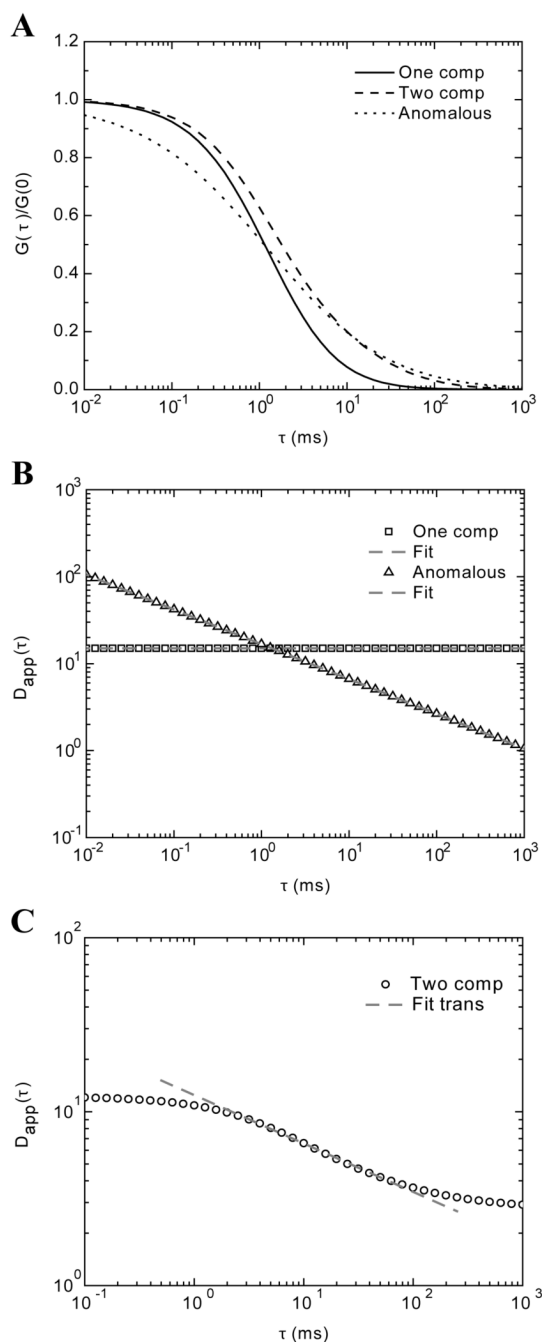 A
1.2
1.0
0.8
0.6
0.4
0.2
0.0
G(τ)/G(0)
One comp
Two comp
Anomalous
10⁻² 10⁻¹ 10⁰ 10¹ 10² 10³
τ (ms)
B
10³
10²
10¹
10⁰
10⁻¹
D_app(τ)
One comp
Fit
Anomalous
Fit
10⁻² 10⁻¹ 10⁰ 10¹ 10² 10³
τ (ms)
C
10²
10¹
10⁰
D_app(τ)
Two comp
Fit trans
10⁻¹ 10⁰ 10¹ 10² 10³
τ (ms)